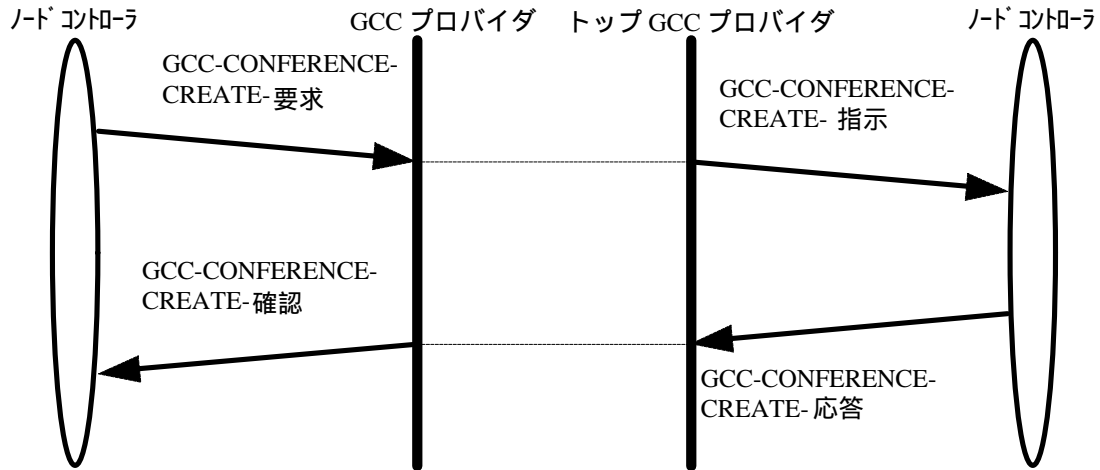 ﾉｰﾄﾞｺﾝﾄﾛｰﾗ
GCC プロバイダ
トップ GCC プロバイダ
ﾉｰﾄﾞｺﾝﾄﾛｰﾗ
GCC-CONFERENCE-
CREATE- 要求
GCC-CONFERENCE-
CREATE- 指示
GCC-CONFERENCE-
CREATE- 確認
GCC-CONFERENCE-
CREATE- 応答